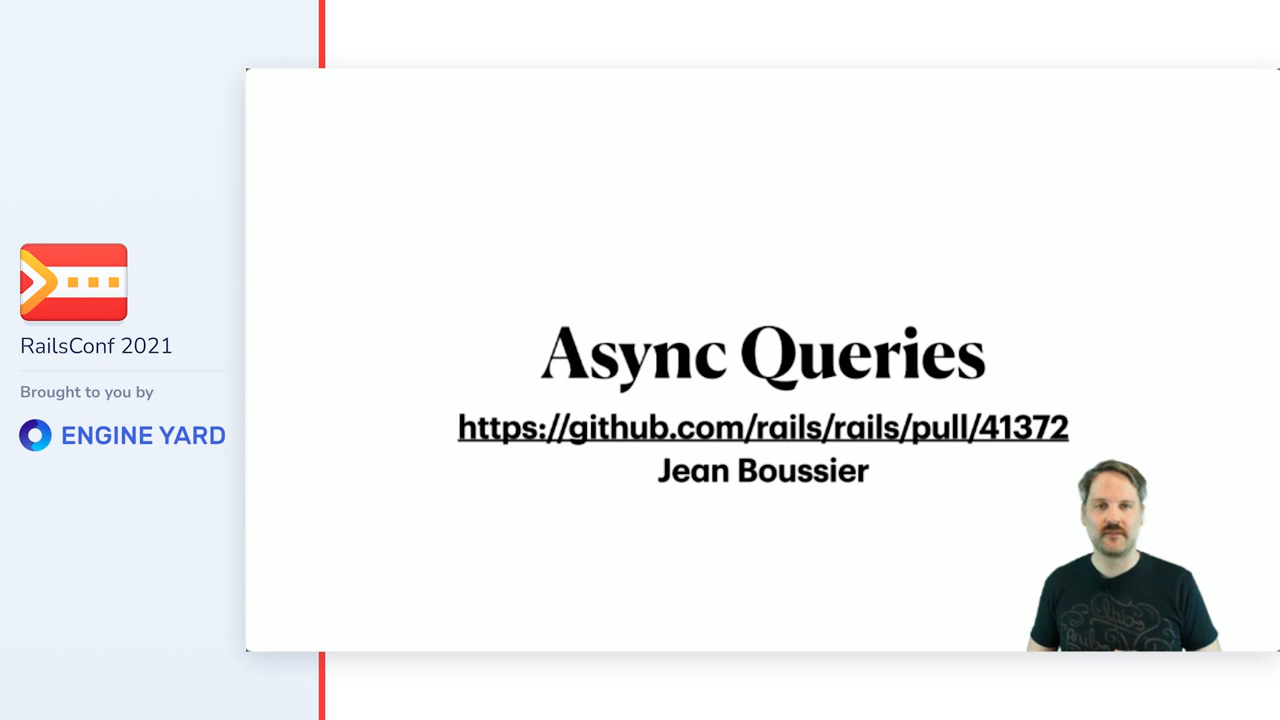 RailsConf 2021
Brought to you by
ENGINE YARD
Async Queries
https://github.com/rails/rails/pull/41372
Jean Boussier